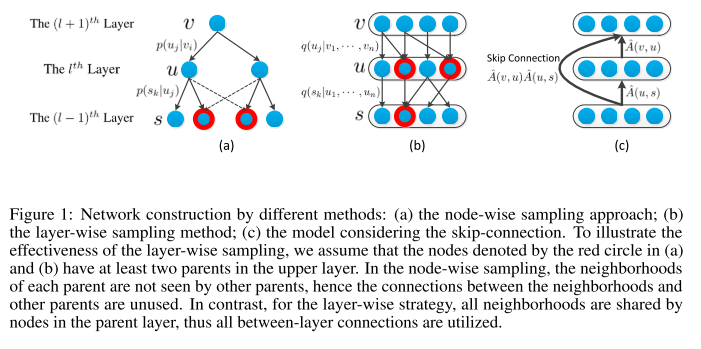 The (l + 1)^th Layer
v
p(u_j|v_i)
The l^th Layer
u
p(s_k|u_j)
The (l − 1)^th Layer
s
(a)
v
q(u_j|v_1, ⋯, v_n)
u
q(s_k|u_1, ⋯, u_n)
s
(b)
Skip Connection
Â(v, u)Â(u, s)
Â(v, u)
Â(u, s)
(c)
Figure 1: Network construction by different methods: (a) the node-wise sampling approach; (b)
the layer-wise sampling method; (c) the model considering the skip-connection. To illustrate the
effectiveness of the layer-wise sampling, we assume that the nodes denoted by the red circle in (a)
and (b) have at least two parents in the upper layer. In the node-wise sampling, the neighborhoods
of each parent are not seen by other parents, hence the connections between the neighborhoods and
other parents are unused. In contrast, for the layer-wise strategy, all neighborhoods are shared by
nodes in the parent layer, thus all between-layer connections are utilized.